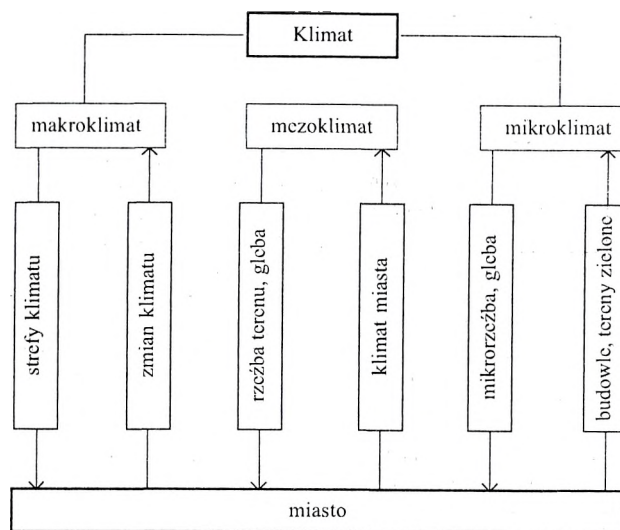 Klimat
makroklimat
mezoklimat
mikroklimat
strefy klimatu
zmian klimatu
rzeźba terenu, gleba
klimat miasta
mikrorzeźba, gleba
budowle, tereny zielone
miasto